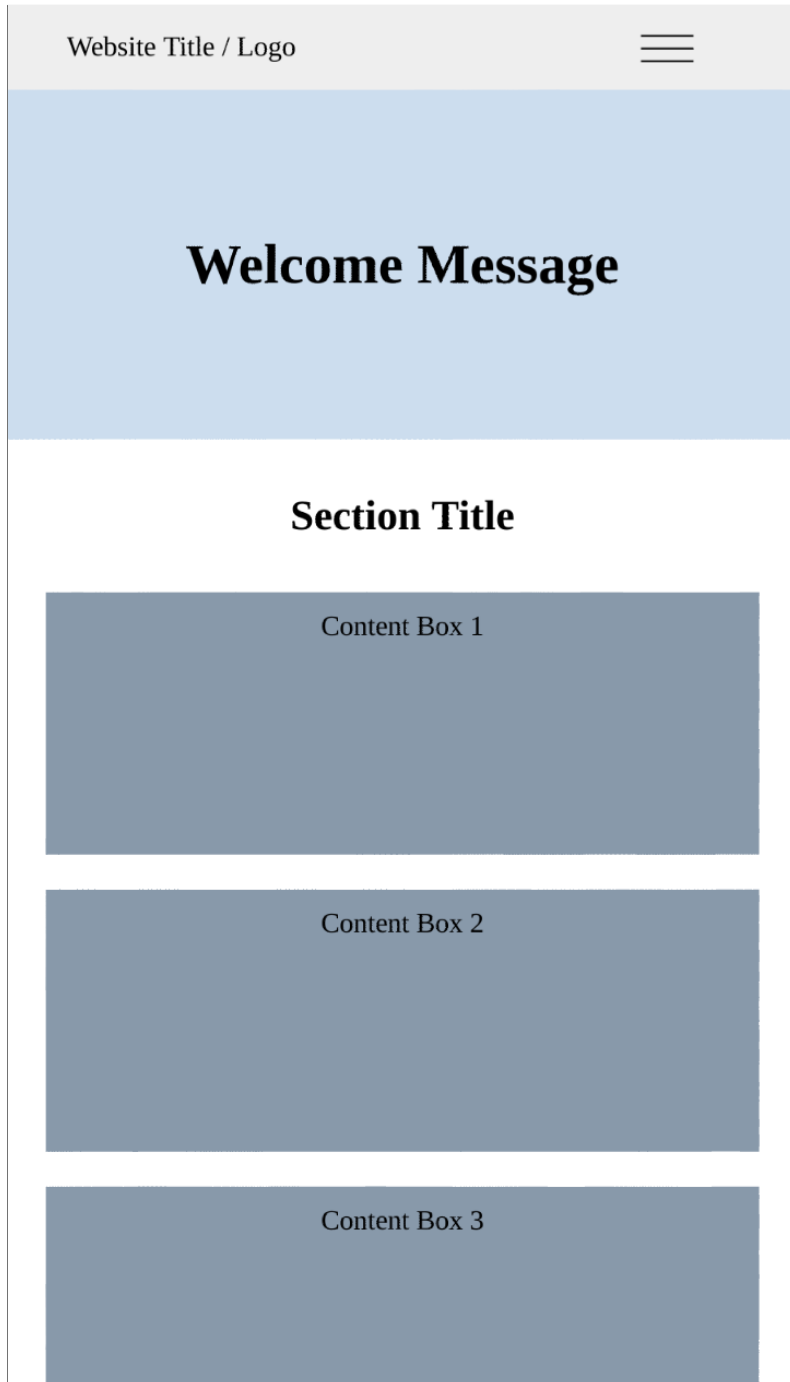 Website Title / Logo
Welcome Message
Section Title
Content Box 1
Content Box 2
Content Box 3